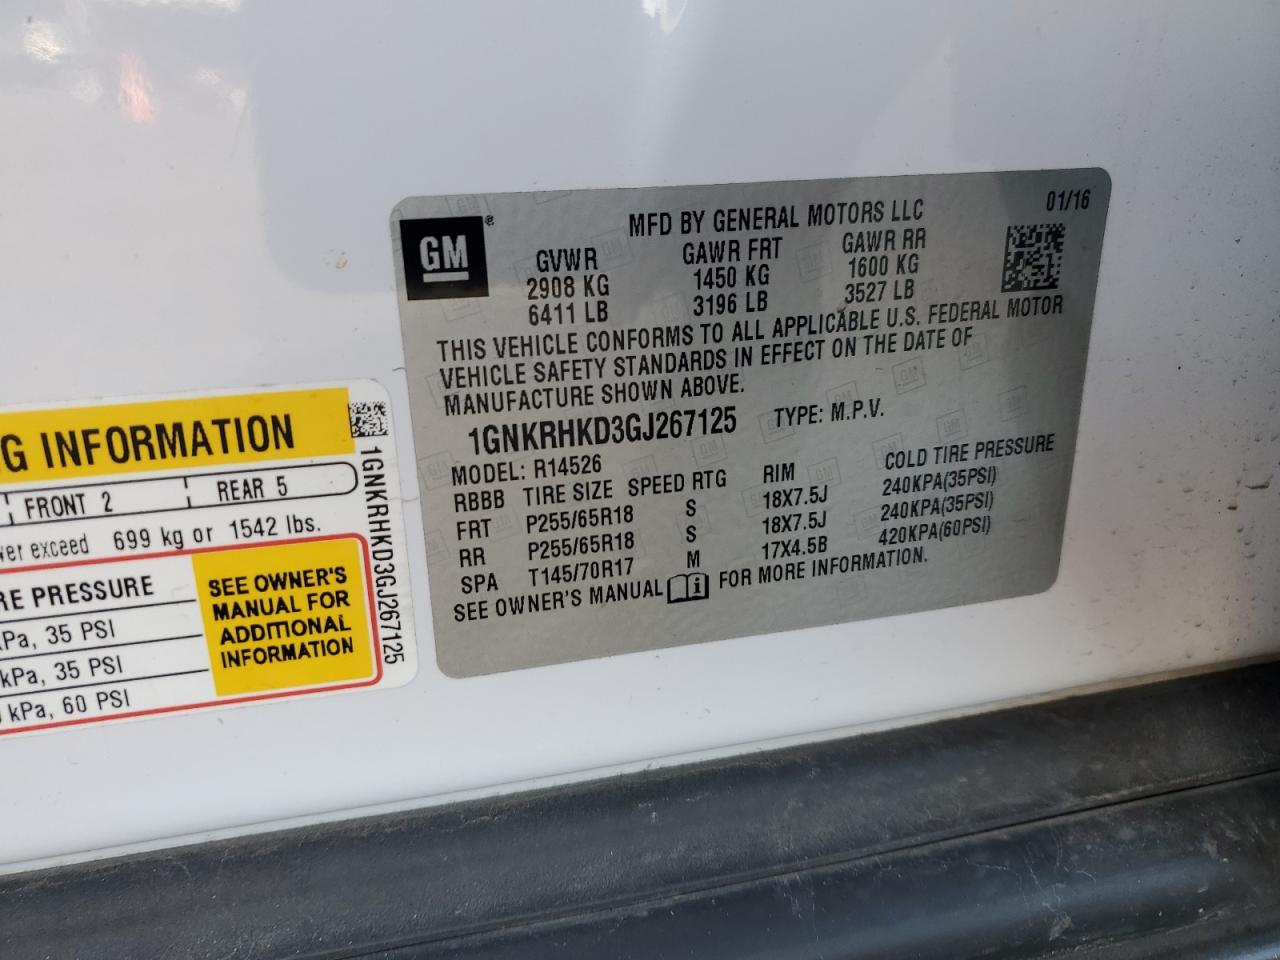 MFD BY GENERAL MOTORS LLC
01/16
GM®
GVWR GAWR FRT GAWR RR
2908 KG 1450 KG 1600 KG
6411 LB 3196 LB 3527 LB
THIS VEHICLE CONFORMS TO ALL APPLICABLE U.S. FEDERAL MOTOR
VEHICLE SAFETY STANDARDS IN EFFECT ON THE DATE OF
MANUFACTURE SHOWN ABOVE.
1GNKRHKD3GJ267125 TYPE: M.P.V.
MODEL: R14526
RBBB TIRE SIZE SPEED RTG RIM COLD TIRE PRESSURE
FRT P255/65R18 S 18X7.5J 240KPA(35PSI)
RR P255/65R18 S 18X7.5J 240KPA(35PSI)
SPA T145/70R17 M 17X4.5B 420KPA(60PSI)
SEE OWNER'S MANUAL FOR MORE INFORMATION.
G INFORMATION
FRONT 2 REAR 5
exceed 699 kg or 1542 lbs.
RE PRESSURE
kPa, 35 PSI
kPa, 35 PSI
kPa, 60 PSI
SEE OWNER'S
MANUAL FOR
ADDITIONAL
INFORMATION
1GNKRHKD3GJ267125